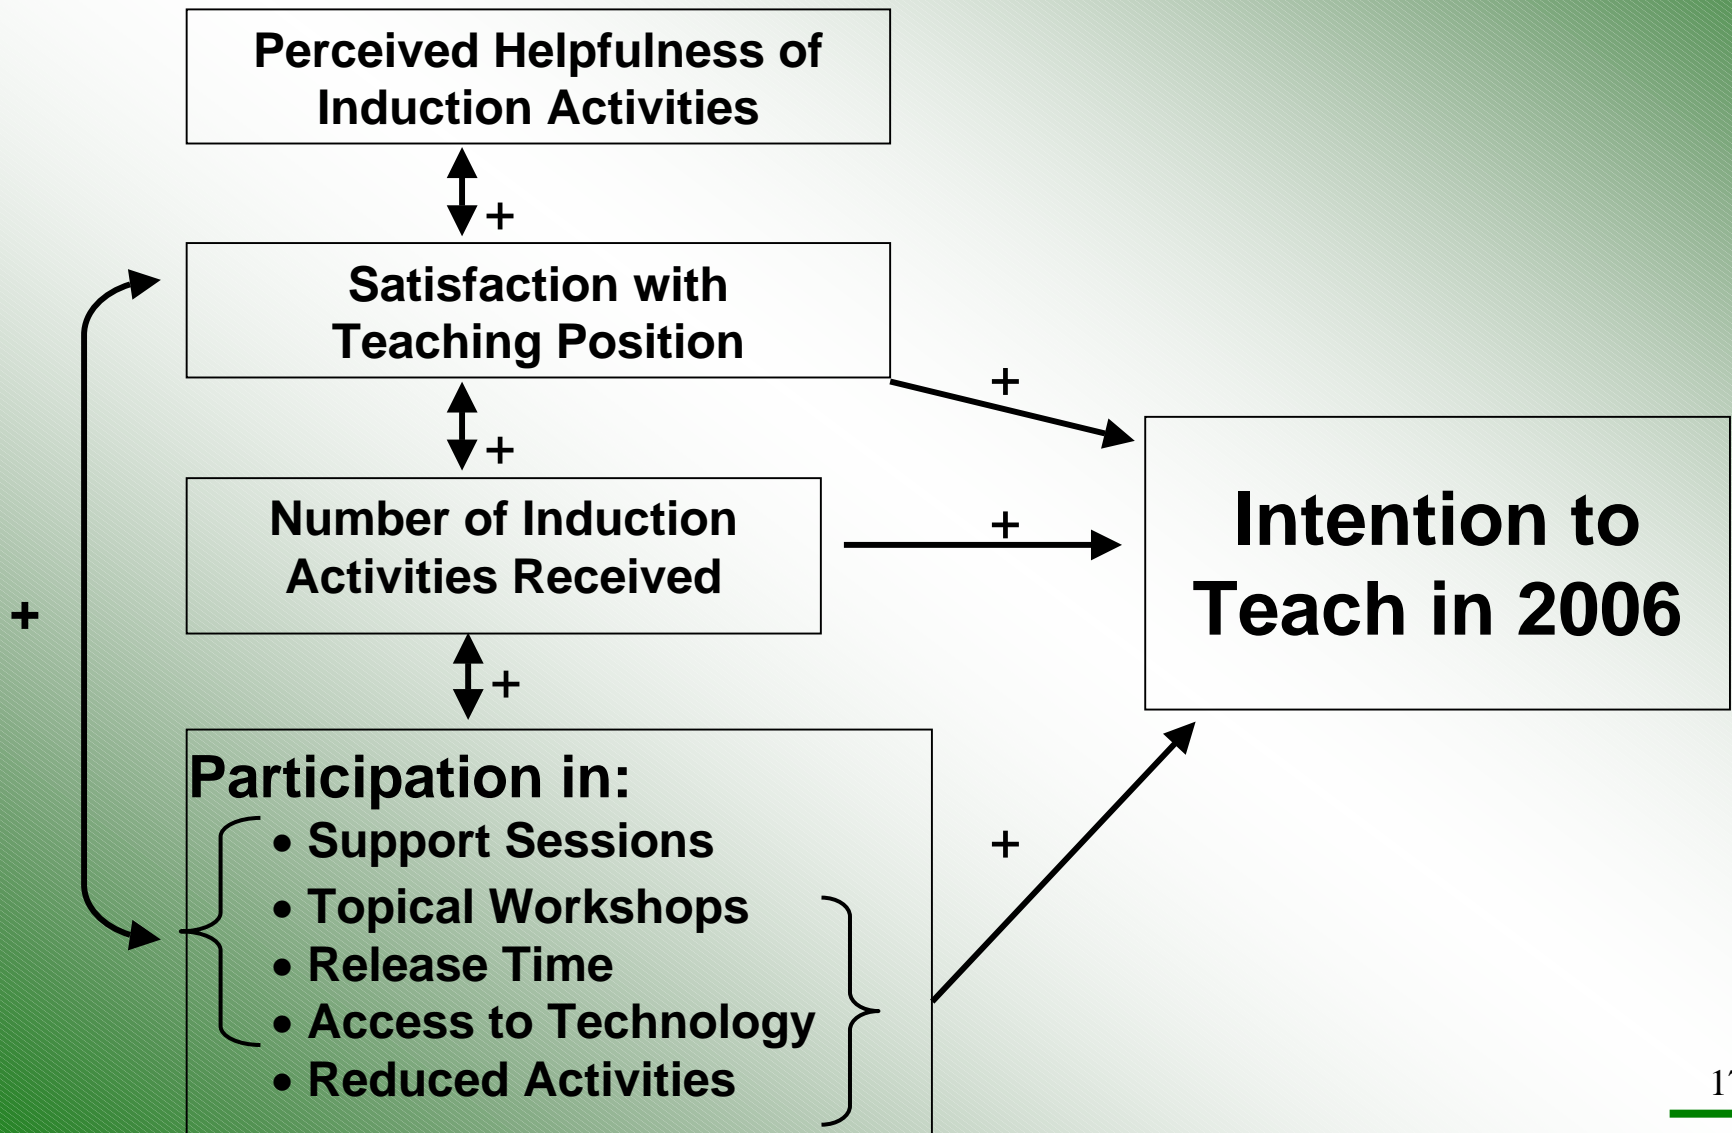 Perceived Helpfulness of
Induction Activities
+
Satisfaction with
Teaching Position
+
+
Number of Induction
Activities Received
+
Intention to
Teach in 2006
+
+
Participation in:
• Support Sessions
+
• Topical Workshops
• Release Time
• Access to Technology
• Reduced Activities